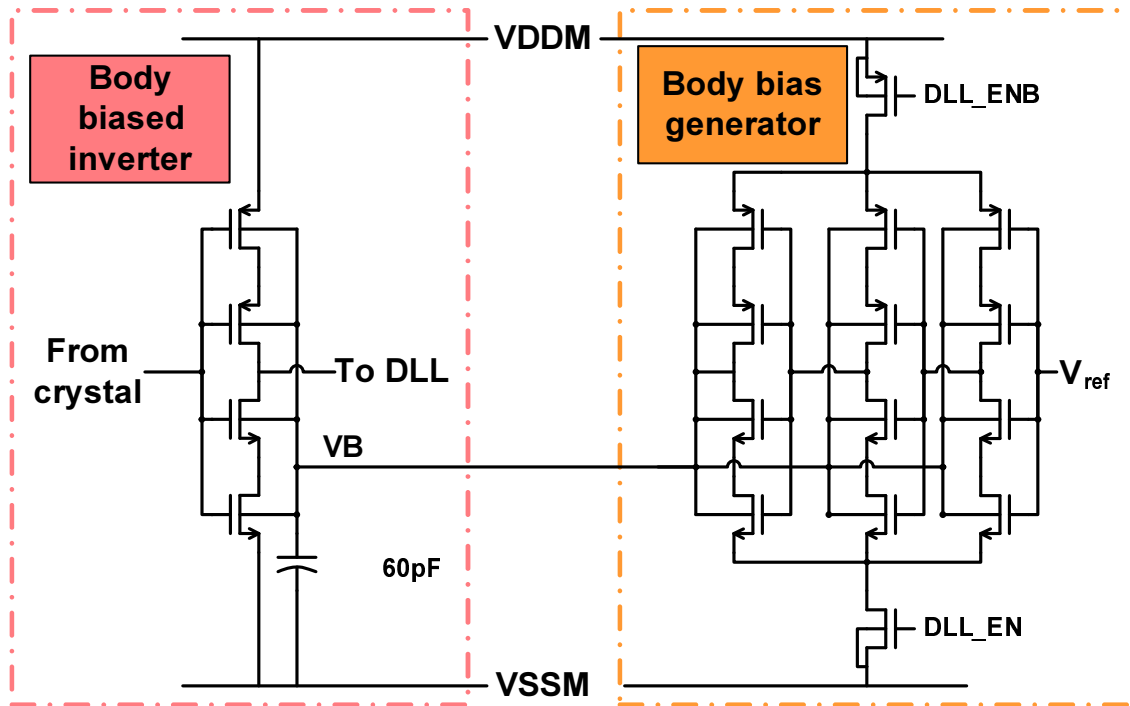 VDDM
Body
biased
inverter
Body bias
generator
DLL_ENB
From
crystal
To DLL
Vref
VB
60pF
DLL_EN
VSSM